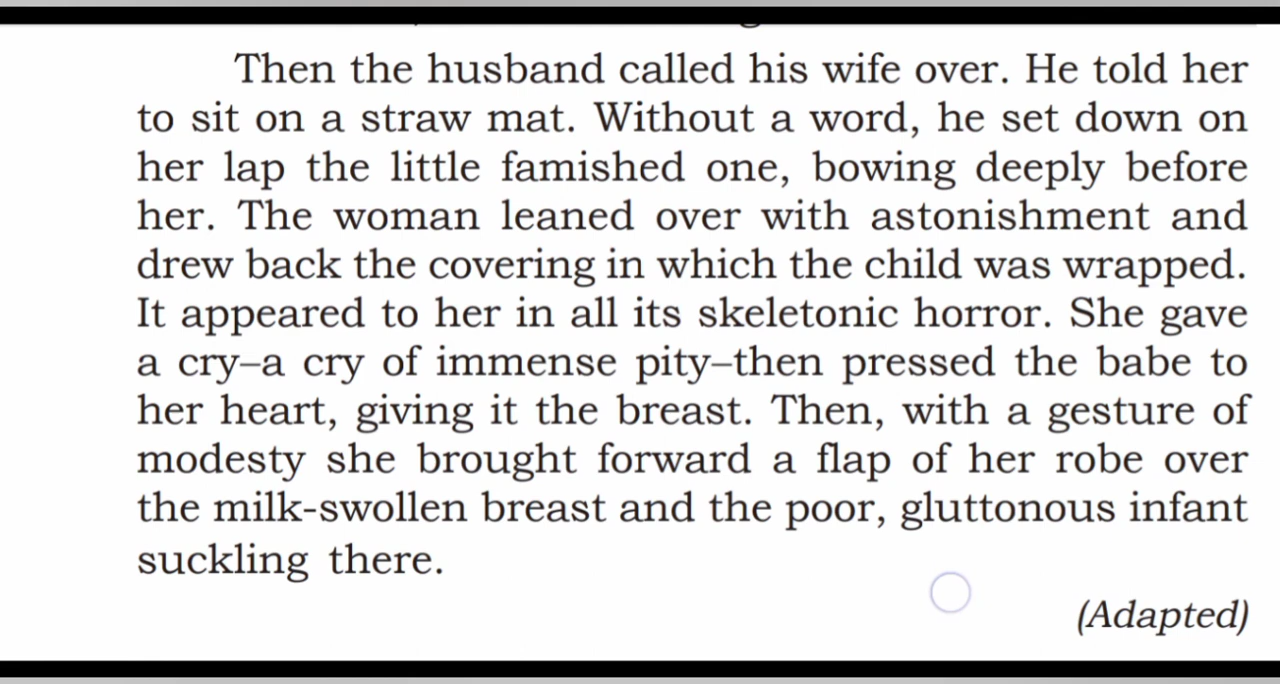 Then the husband called his wife over. He told her
to sit on a straw mat. Without a word, he set down on
her lap the little famished one, bowing deeply before
her. The woman leaned over with astonishment and
drew back the covering in which the child was wrapped.
It appeared to her in all its skeletonic horror. She gave
a cry–a cry of immense pity–then pressed the babe to
her heart, giving it the breast. Then, with a gesture of
modesty she brought forward a flap of her robe over
the milk-swollen breast and the poor, gluttonous infant
suckling there.
(Adapted)